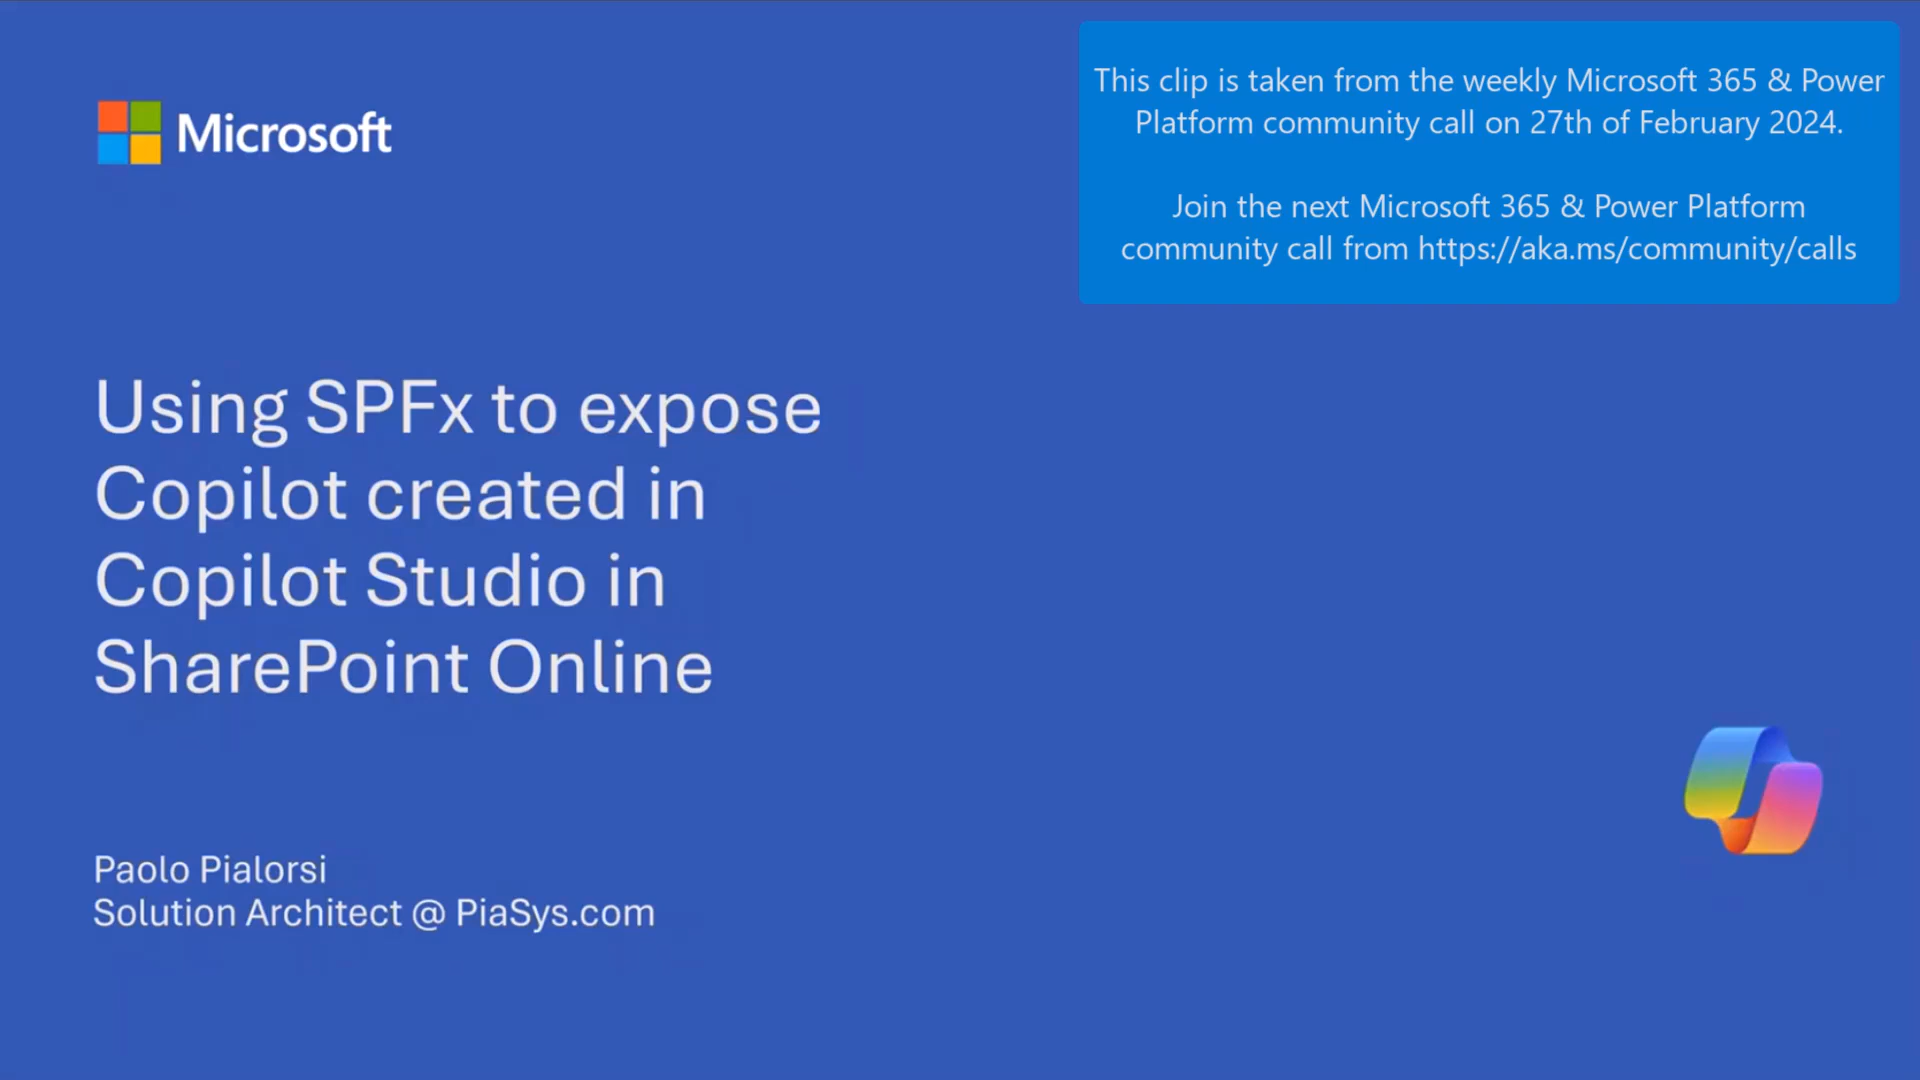 Microsoft
This clip is taken from the weekly Microsoft 365 & Power
Platform community call on 27th of February 2024.
Join the next Microsoft 365 & Power Platform
community call from https://aka.ms/community/calls
Using SPFx to expose
Copilot created in
Copilot Studio in
SharePoint Online
Paolo Pialorsi
Solution Architect @ PiaSys.com